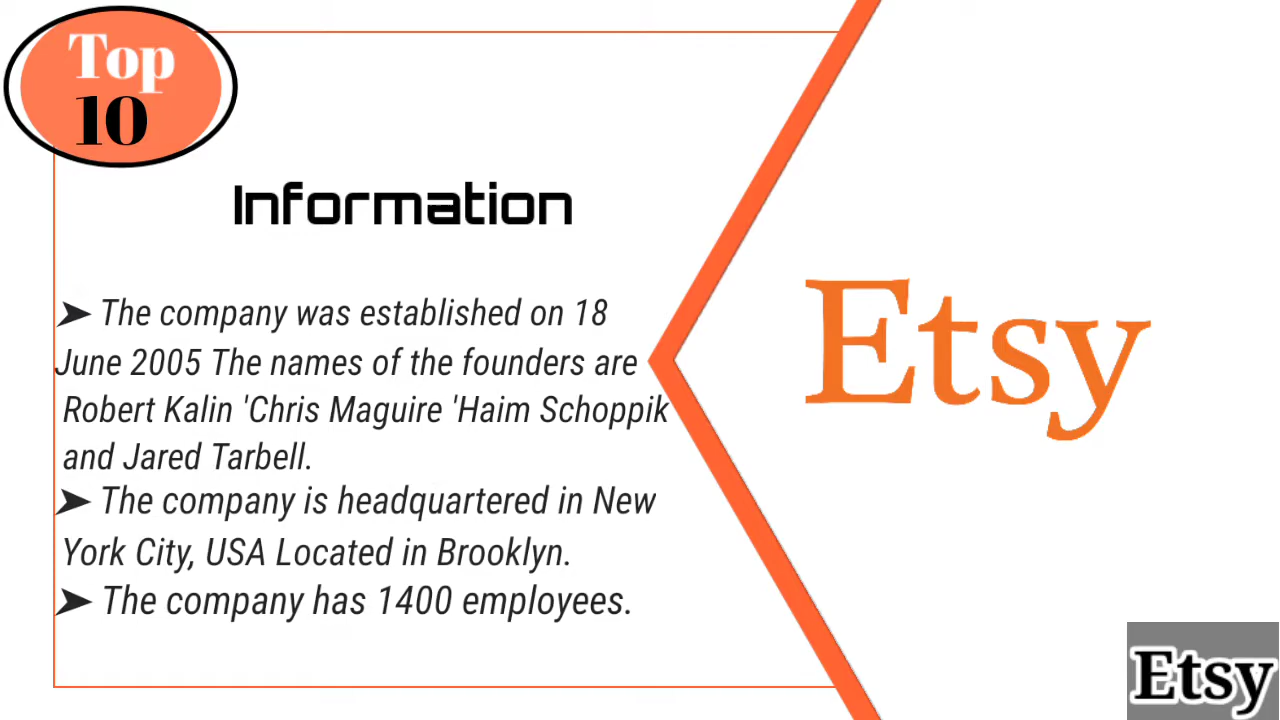 Top
10
Information
➤ The company was established on 18
June 2005 The names of the founders are
Robert Kalin 'Chris Maguire 'Haim Schoppik
and Jared Tarbell.
➤ The company is headquartered in New
York City, USA Located in Brooklyn.
➤ The company has 1400 employees.
Etsy
Etsy